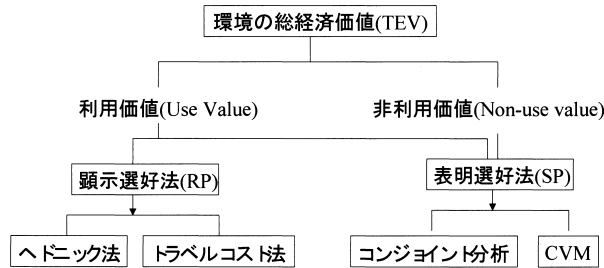 環境の総経済価値(TEV)
利用価値(Use Value)
非利用価値(Non-use value)
顕示選好法(RP)
表明選好法(SP)
ヘドニック法
トラベルコスト法
コンジョイント分析
CVM